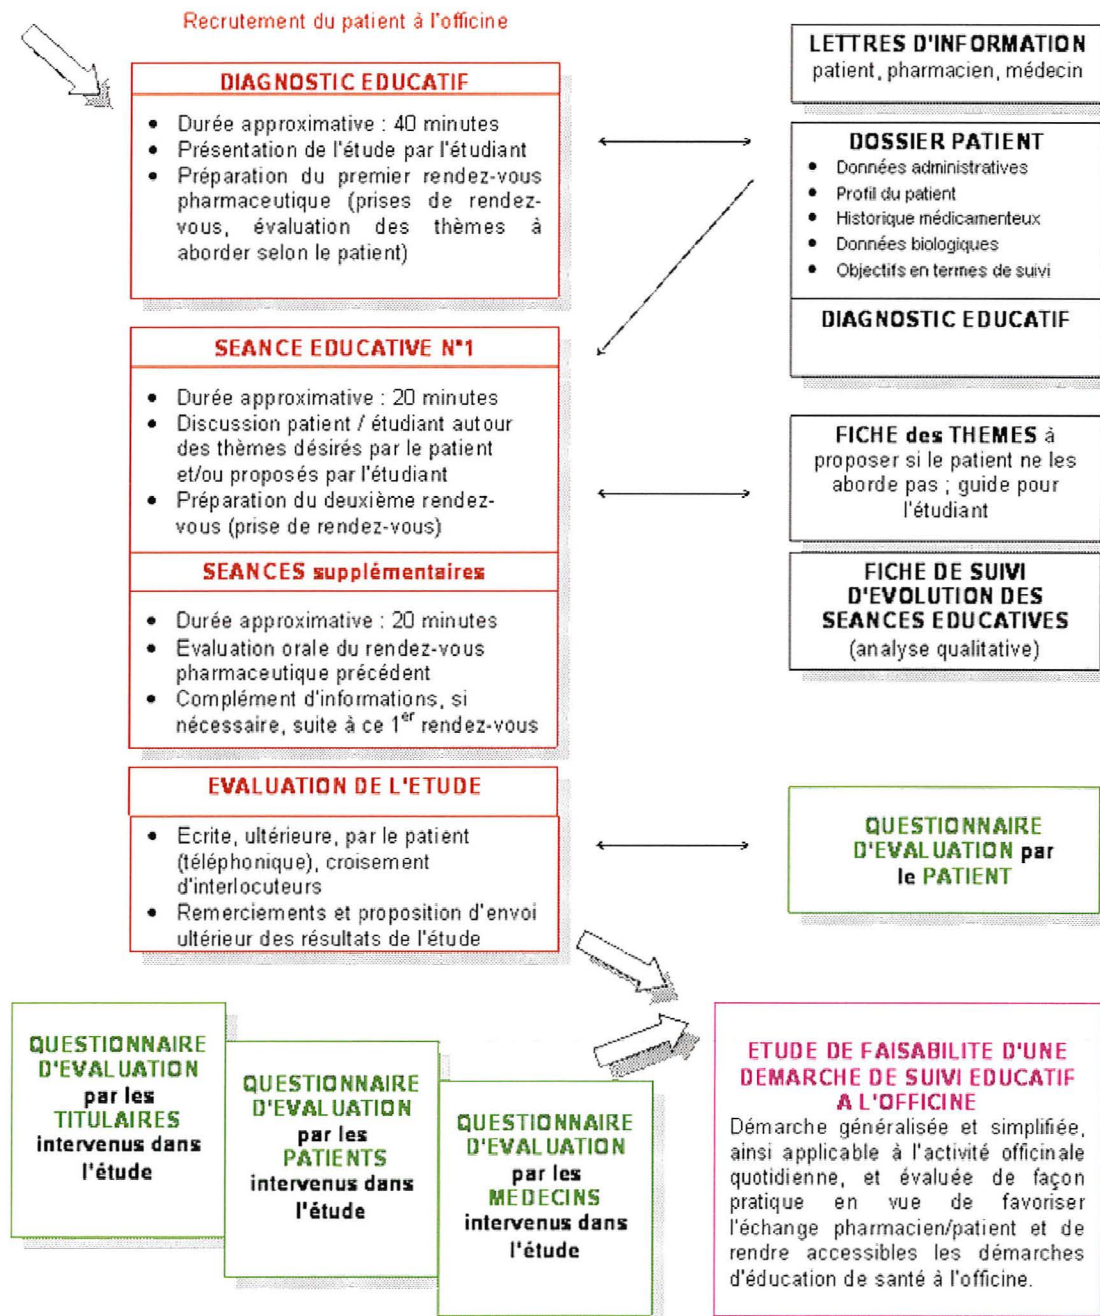 Recrutement du patient à l'officine
DIAGNOSTIC EDUCATIF
• Durée approximative : 40 minutes
• Présentation de l'étude par l'étudiant
• Préparation du premier rendez-vous
pharmaceutique (prises de rendez-
vous, évaluation des thèmes à
aborder selon le patient)
LETTRES D'INFORMATION
patient, pharmacien, médecin
DOSSIER PATIENT
• Données administratives
• Profil du patient
• Historique médicamenteux
• Données biologiques
• Objectifs en termes de suivi
DIAGNOSTIC EDUCATIF
SEANCE EDUCATIVE N°1
• Durée approximative : 20 minutes
• Discussion patient / étudiant autour
des thèmes désirés par le patient
et/ou proposés par l'étudiant
• Préparation du deuxième rendez-
vous (prise de rendez-vous)
FICHE des THEMES à
proposer si le patient ne les
aborde pas ; guide pour
l'étudiant
SEANCES supplémentaires
• Durée approximative : 20 minutes
• Evaluation orale du rendez-vous
pharmaceutique précédent
• Complément d'informations, si
nécessaire, suite à ce 1er rendez-vous
FICHE DE SUIVI
D'EVOLUTION DES
SEANCES EDUCATIVES
(analyse qualitative)
EVALUATION DE L'ETUDE
• Ecrite, ultérieure, par le patient
(téléphonique), croisement
d'interlocuteurs
• Remerciements et proposition d'envoi
ultérieur des résultats de l'étude
QUESTIONNAIRE
D'EVALUATION par
le PATIENT
QUESTIONNAIRE
D'EVALUATION
par les
TITULAIRES
intervenus dans
l'étude
QUESTIONNAIRE
D'EVALUATION
par les
PATIENTS
intervenus dans
l'étude
QUESTIONNAIRE
D'EVALUATION
par les
MEDECINS
intervenus dans
l'étude
ETUDE DE FAISABILITE D'UNE
DEMARCHE DE SUIVI EDUCATIF
A L'OFFICINE
Démarche généralisée et simplifiée,
ainsi applicable à l'activité officinale
quotidienne, et évaluée de façon
pratique en vue de favoriser
l'échange pharmacien/patient et de
rendre accessibles les démarches
d'éducation de santé à l'officine.